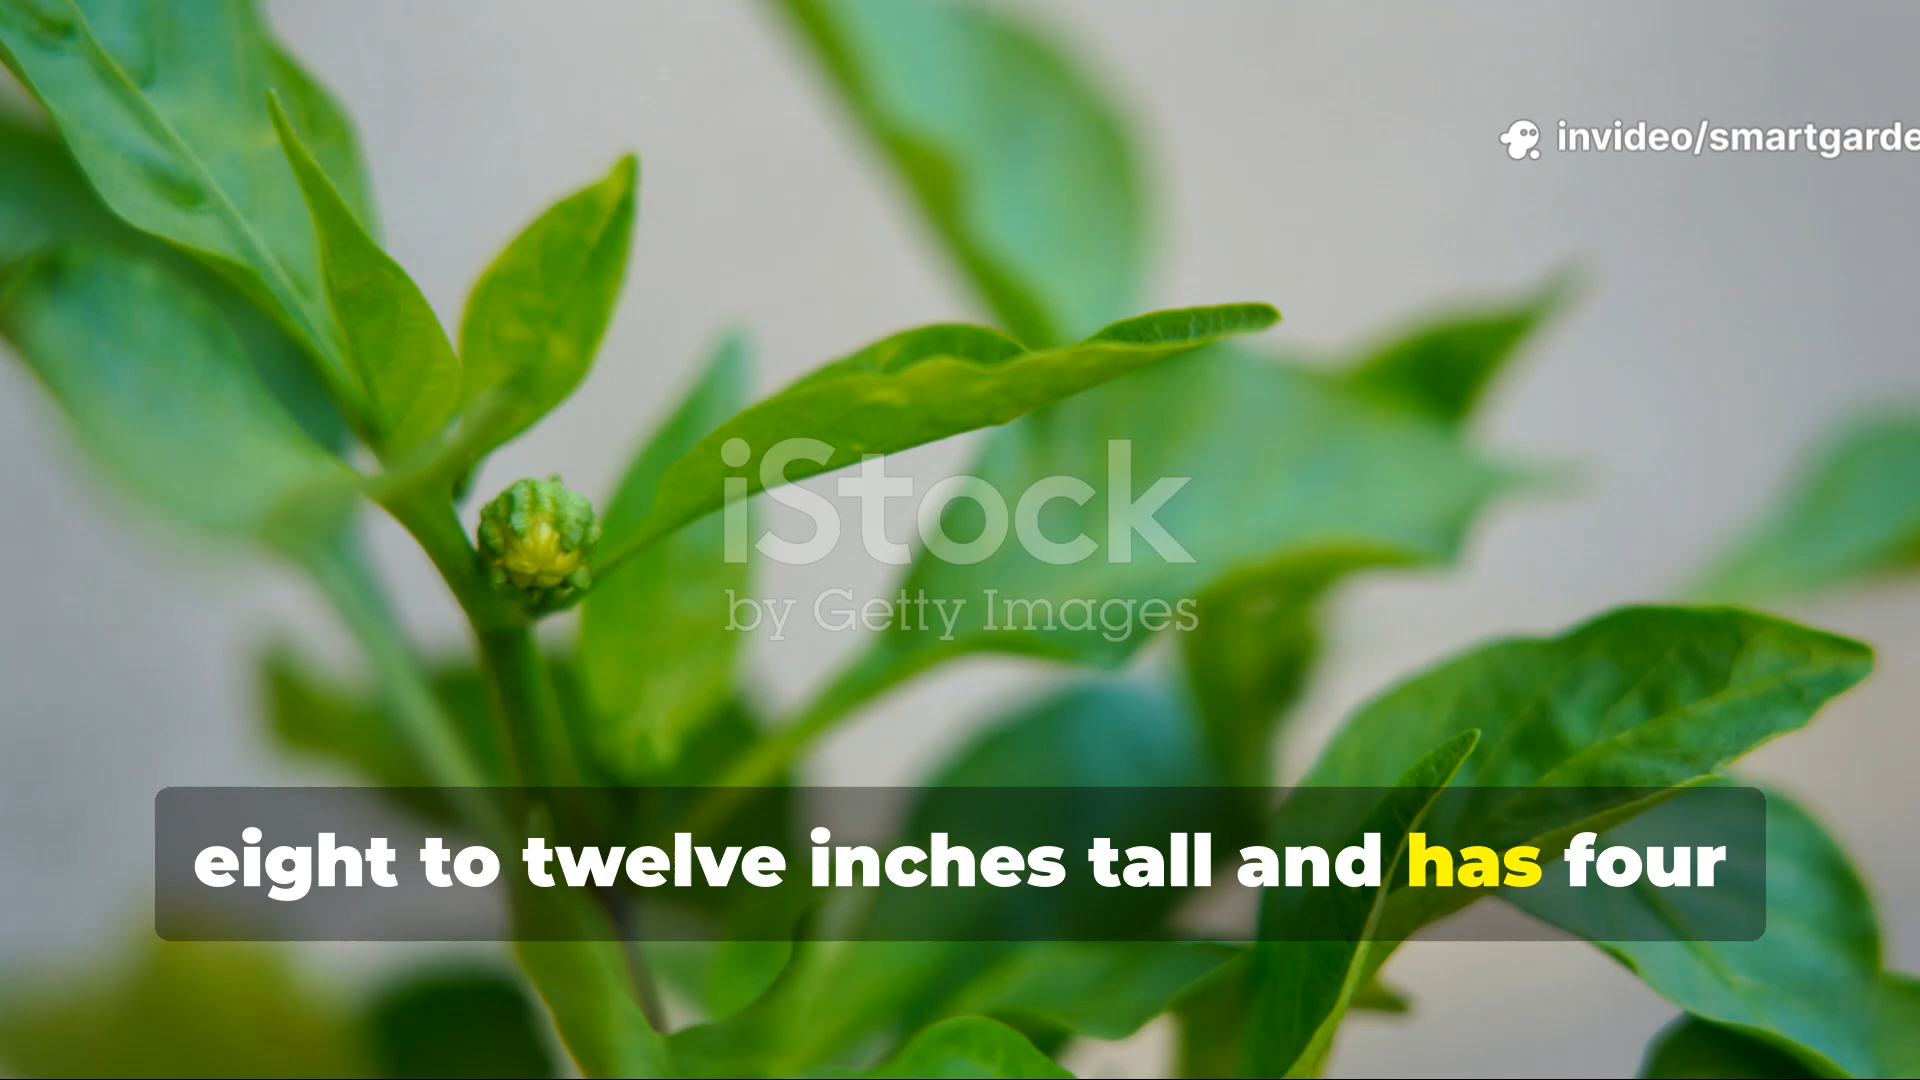 invideo/smartgarde
iStock
by Getty Images
eight to twelve inches tall and has four